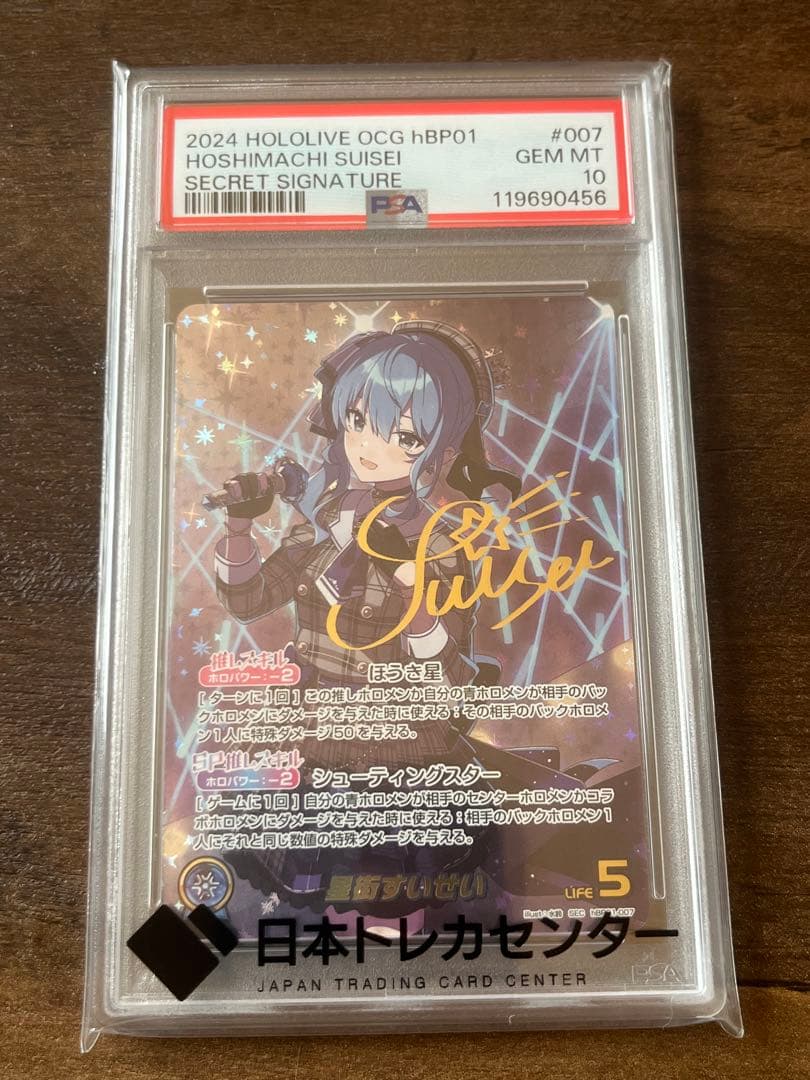 2024 HOLOLIVE OCG hBP01 #007
HOSHIMACHI SUISEI GEM MT
SECRET SIGNATURE 10
PSA 119690456
Suisei
推しスキル
ホロパワー:-2
ほうき星
[ターンに1回]この推しホロメンか自分の青ホロメンが相手のバッ
クホロメンにダメージを与えた時に使える:その相手のバックホロメ
ン1人に特殊ダメージ50を与える。
SP推しスキル
ホロパワー:-2
シューティングスター
[ゲームに1回]自分の青ホロメンが相手のセンターホロメンかコラ
ボホロメンにダメージを与えた時に使える:相手のバックホロメン1
人にそれと同じ数値の特殊ダメージを与える。
星街すいせい
LIFE 5
illust:水鈴 SEC hBP01-007
日本トレカセンター
JAPAN TRADING CARD CENTER
PSA